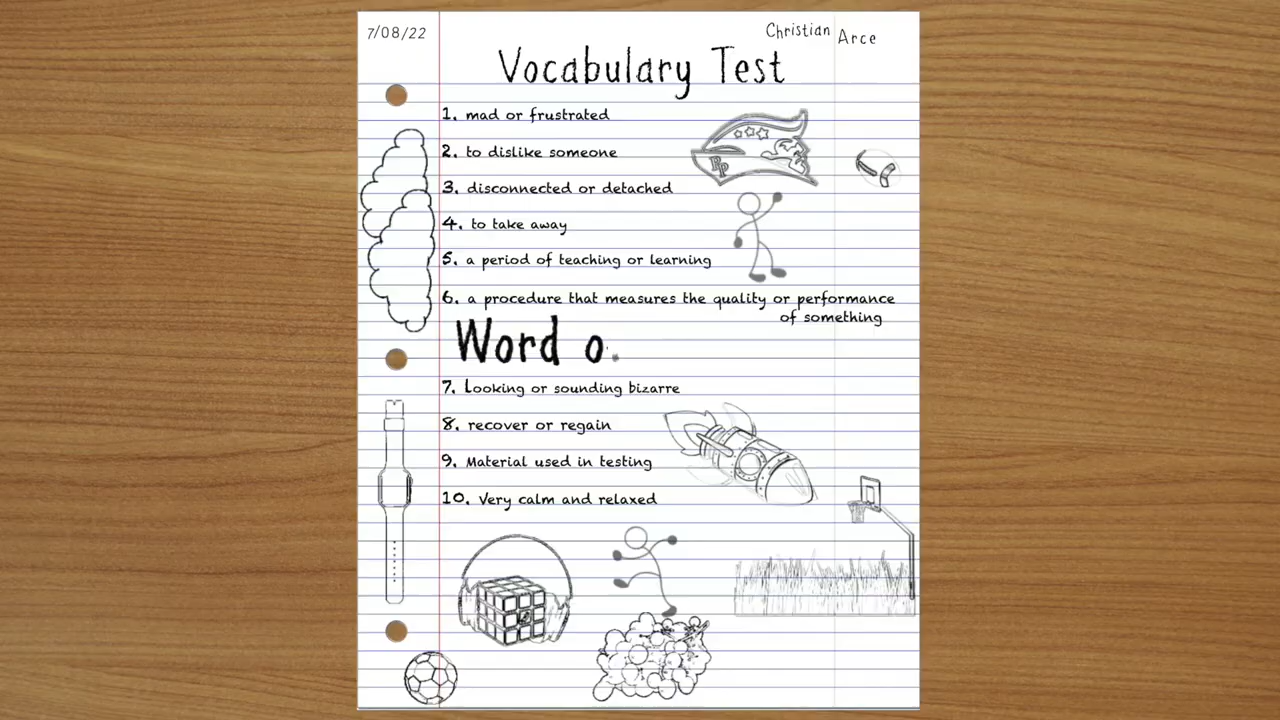 7/08/22
Christian Arce
Vocabulary Test
1. mad or frustrated
2. to dislike someone
3. disconnected or detached
4. to take away
5. a period of teaching or learning
6. a procedure that measures the quality or performance
of something
Word o
7. Looking or sounding bizarre
8. recover or regain
9. Material used in testing
10. Very calm and relaxed
PP